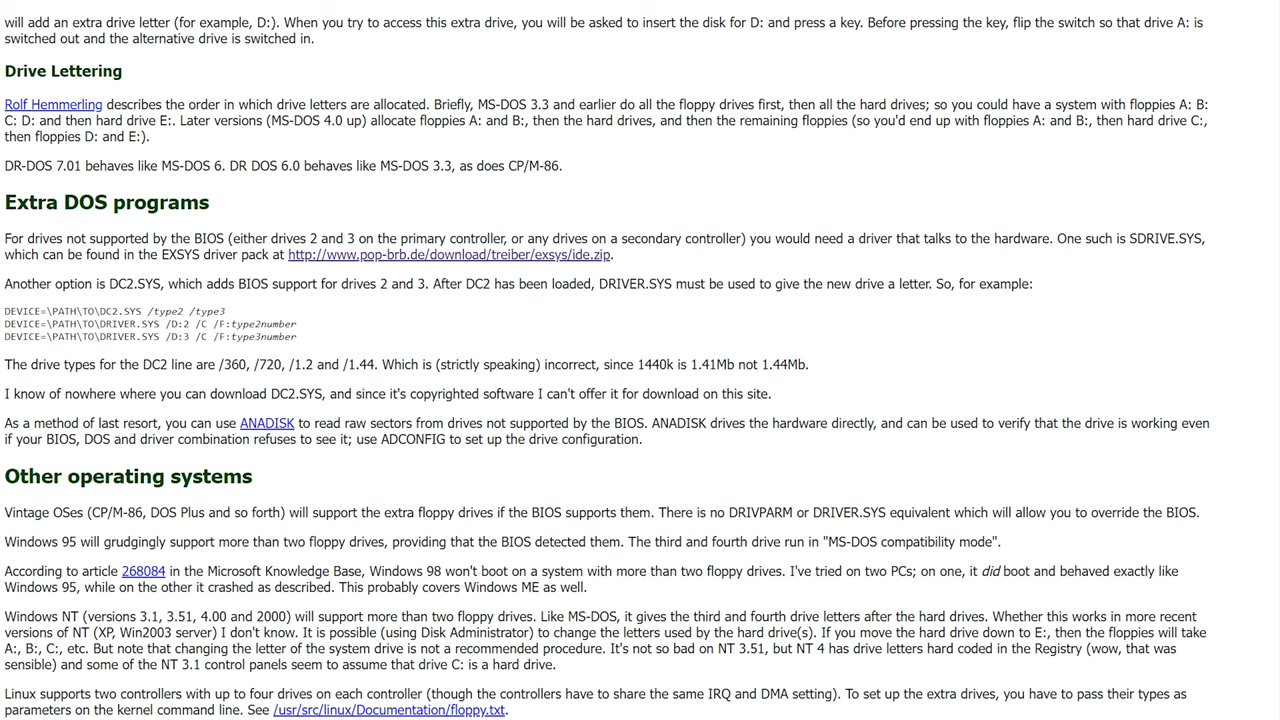 will add an extra drive letter (for example, D:). When you try to access this extra drive, you will be asked to insert the disk for D: and press a key. Before pressing the key, flip the switch so that drive A: is
switched out and the alternative drive is switched in.
Drive Lettering
Rolf Hemmerling describes the order in which drive letters are allocated. Briefly, MS-DOS 3.3 and earlier do all the floppy drives first, then all the hard drives; so you could have a system with floppies A: B:
C: D: and then hard drive E:. Later versions (MS-DOS 4.0 up) allocate floppies A: and B:, then the hard drives, and then the remaining floppies (so you'd end up with floppies A: and B:, then hard drive C:,
then floppies D: and E:).
DR-DOS 7.01 behaves like MS-DOS 6. DR DOS 6.0 behaves like MS-DOS 3.3, as does CP/M-86.
Extra DOS programs
For drives not supported by the BIOS (either drives 2 and 3 on the primary controller, or any drives on a secondary controller) you would need a driver that talks to the hardware. One such is SDRIVE.SYS,
which can be found in the EXSYS driver pack at http://www.pop-brb.de/download/treiber/exsys/ide.zip.
Another option is DC2.SYS, which adds BIOS support for drives 2 and 3. After DC2 has been loaded, DRIVER.SYS must be used to give the new drive a letter. So, for example:
DEVICE=\PATH\TO\DC2.SYS /type2 /type3
DEVICE=\PATH\TO\DRIVER.SYS /D:2 /C /F:type2number
DEVICE=\PATH\TO\DRIVER.SYS /D:3 /C /F:type3number
The drive types for the DC2 line are /360, /720, /1.2 and /1.44. Which is (strictly speaking) incorrect, since 1440k is 1.41Mb not 1.44Mb.
I know of nowhere where you can download DC2.SYS, and since it's copyrighted software I can't offer it for download on this site.
As a method of last resort, you can use ANADISK to read raw sectors from drives not supported by the BIOS. ANADISK drives the hardware directly, and can be used to verify that the drive is working even
if your BIOS, DOS and driver combination refuses to see it; use ADCONFIG to set up the drive configuration.
Other operating systems
Vintage OSes (CP/M-86, DOS Plus and so forth) will support the extra floppy drives if the BIOS supports them. There is no DRIVPARM or DRIVER.SYS equivalent which will allow you to override the BIOS.
Windows 95 will grudgingly support more than two floppy drives, providing that the BIOS detected them. The third and fourth drive run in "MS-DOS compatibility mode".
According to article 268084 in the Microsoft Knowledge Base, Windows 98 won't boot on a system with more than two floppy drives. I've tried on two PCs; on one, it did boot and behaved exactly like
Windows 95, while on the other it crashed as described. This probably covers Windows ME as well.
Windows NT (versions 3.1, 3.51, 4.00 and 2000) will support more than two floppy drives. Like MS-DOS, it gives the third and fourth drive letters after the hard drives. Whether this works in more recent
versions of NT (XP, Win2003 server) I don't know. It is possible (using Disk Administrator) to change the letters used by the hard drive(s). If you move the hard drive down to E:, then the floppies will take
A:, B:, C:, etc. But note that changing the letter of the system drive is not a recommended procedure. It's not so bad on NT 3.51, but NT 4 has drive letters hard coded in the Registry (wow, that was
sensible) and some of the NT 3.1 control panels seem to assume that drive C: is a hard drive.
Linux supports two controllers with up to four drives on each controller (though the controllers have to share the same IRQ and DMA setting). To set up the extra drives, you have to pass their types as
parameters on the kernel command line. See /usr/src/linux/Documentation/floppy.txt.